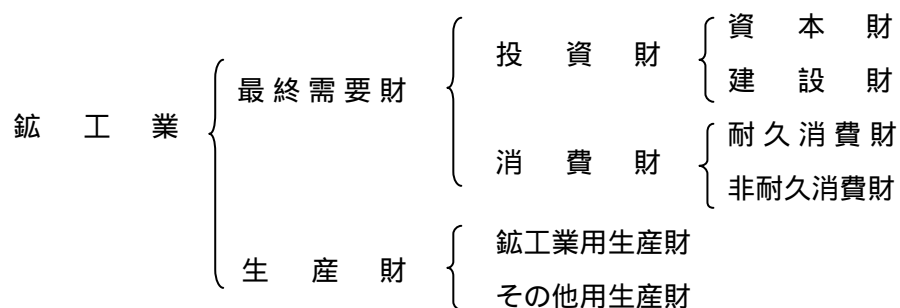 鉱工業
最終需要財
投資財
資本財
建設財
消費財
耐久消費財
非耐久消費財
生産財
鉱工業用生産財
その他用生産財